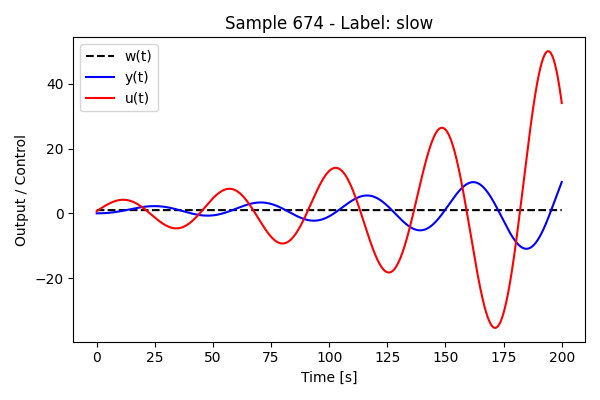 Sample 674 - Label: slow
w(t)
y(t)
u(t)
Output / Control
40
20
0
−20
0
25
50
75
100
125
150
175
200
Time [s]